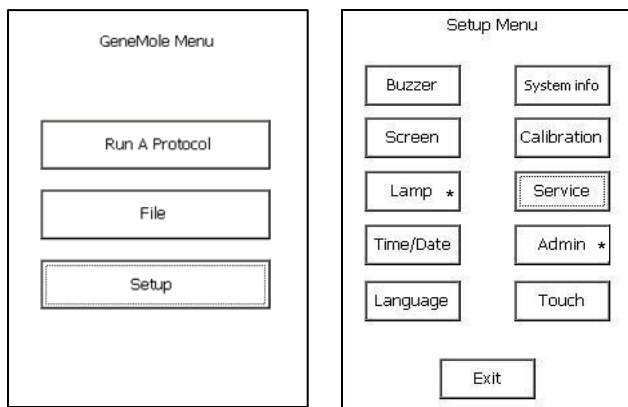 GeneMole Menu
Run A Protocol
File
Setup
Setup Menu
Buzzer
System info
Screen
Calibration
Lamp *
Service
Time/Date
Admin *
Language
Touch
Exit